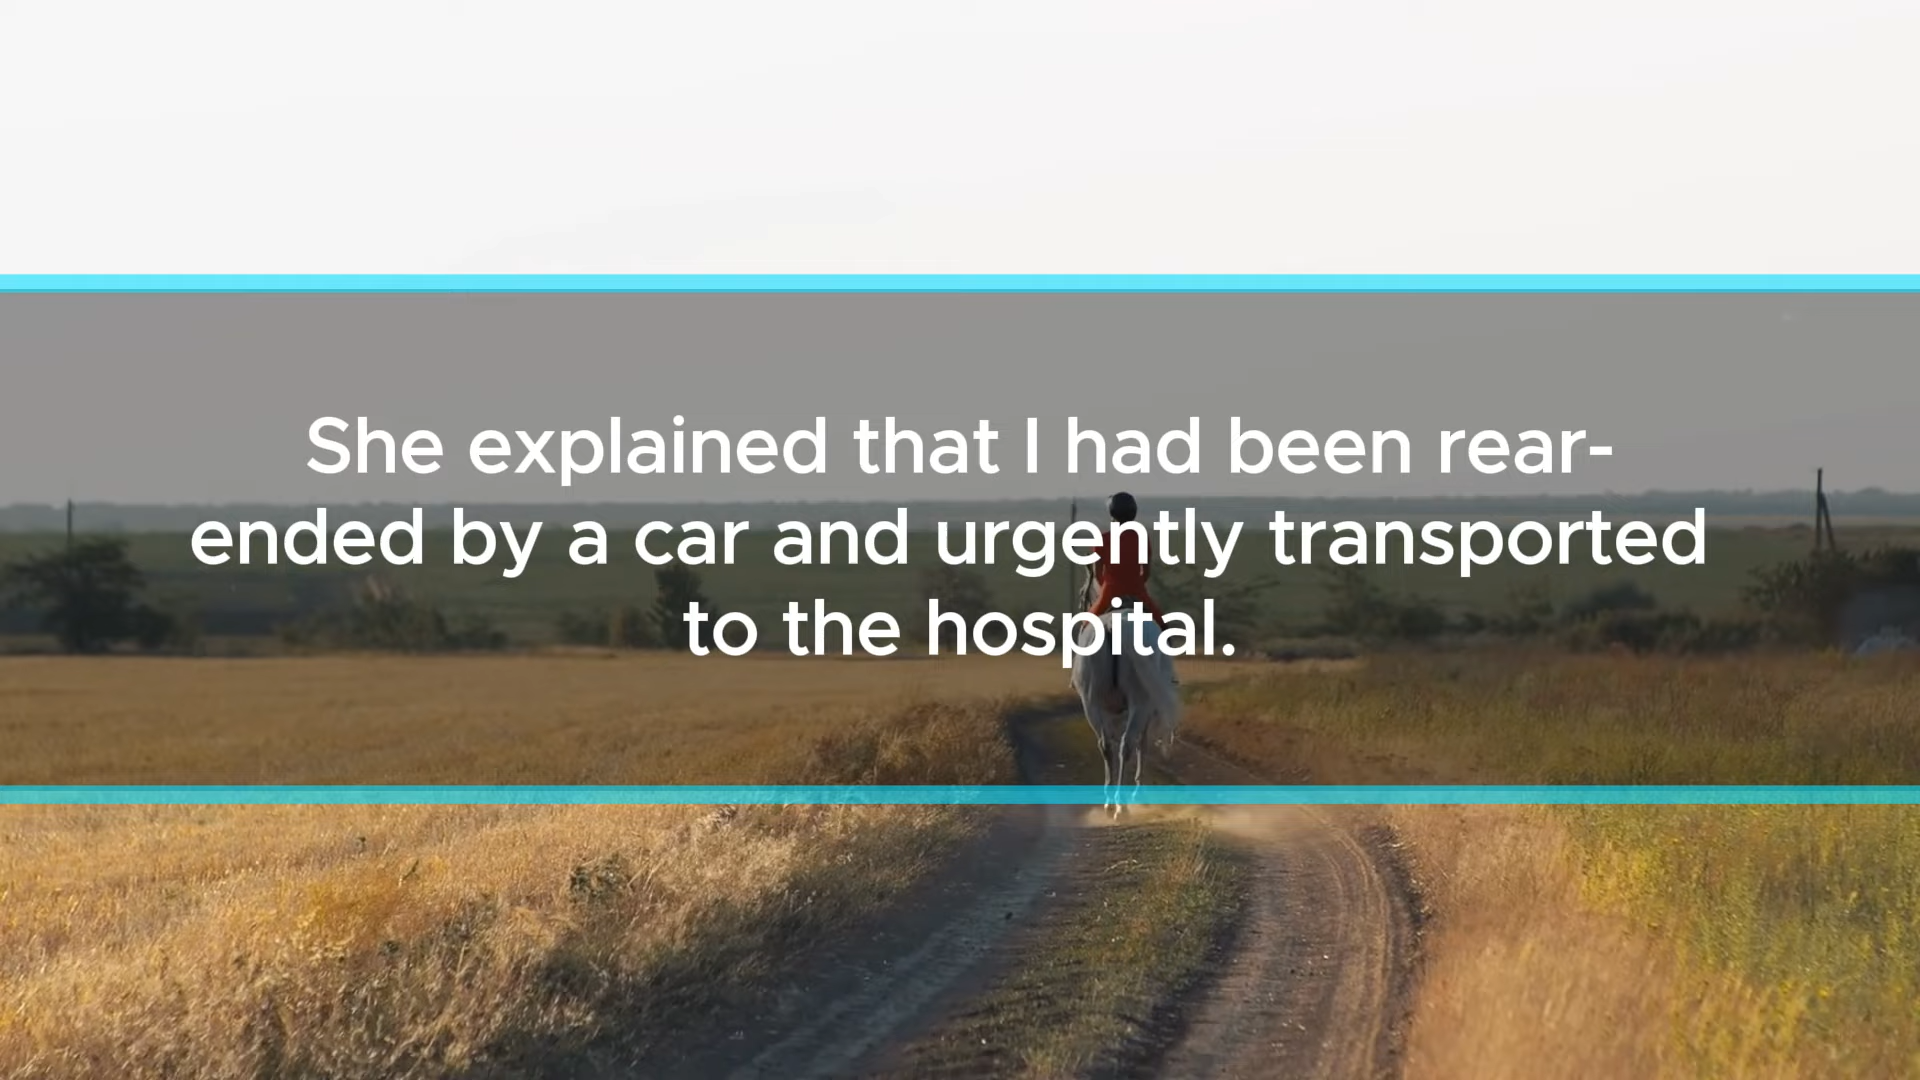 She explained that I had been rear-
ended by a car and urgently transported
to the hospital.